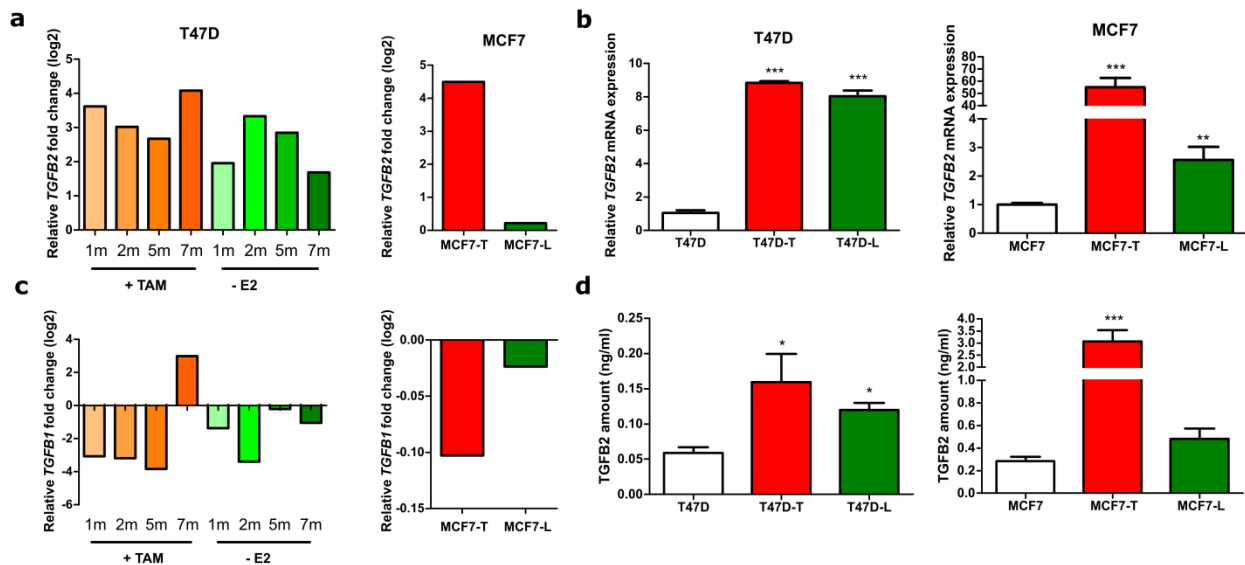 a
T47D
Relative TGFB2 fold change (log2)
5
4
3
2
1
0
1m 2m 5m 7m 1m 2m 5m 7m
+ TAM - E2
MCF7
Relative TGFB2 fold change (log2)
5
4
3
2
1
0
MCF7-T MCF7-L
b
T47D
Relative TGFB2 mRNA expression
10
8
6
4
2
0
*** ***
T47D T47D-T T47D-L
MCF7
Relative TGFB2 mRNA expression
80
70
60
50
40
4
3
2
1
0
***
**
MCF7 MCF7-T MCF7-L
c
Relative TGFB1 fold change (log2)
4
2
0
-2
-4
-6
1m 2m 5m 7m 1m 2m 5m 7m
+ TAM - E2
Relative TGFB1 fold change (log2)
0.00
-0.05
-0.10
-0.15
MCF7-T MCF7-L
d
TGFB2 amount (ng/ml)
0.25
0.20
0.15
0.10
0.05
0.00
* *
T47D T47D-T T47D-L
TGFB2 amount (ng/ml)
4.0
3.5
3.0
2.5
2.0
1.0
0.8
0.6
0.4
0.2
0.0
***
MCF7 MCF7-T MCF7-L